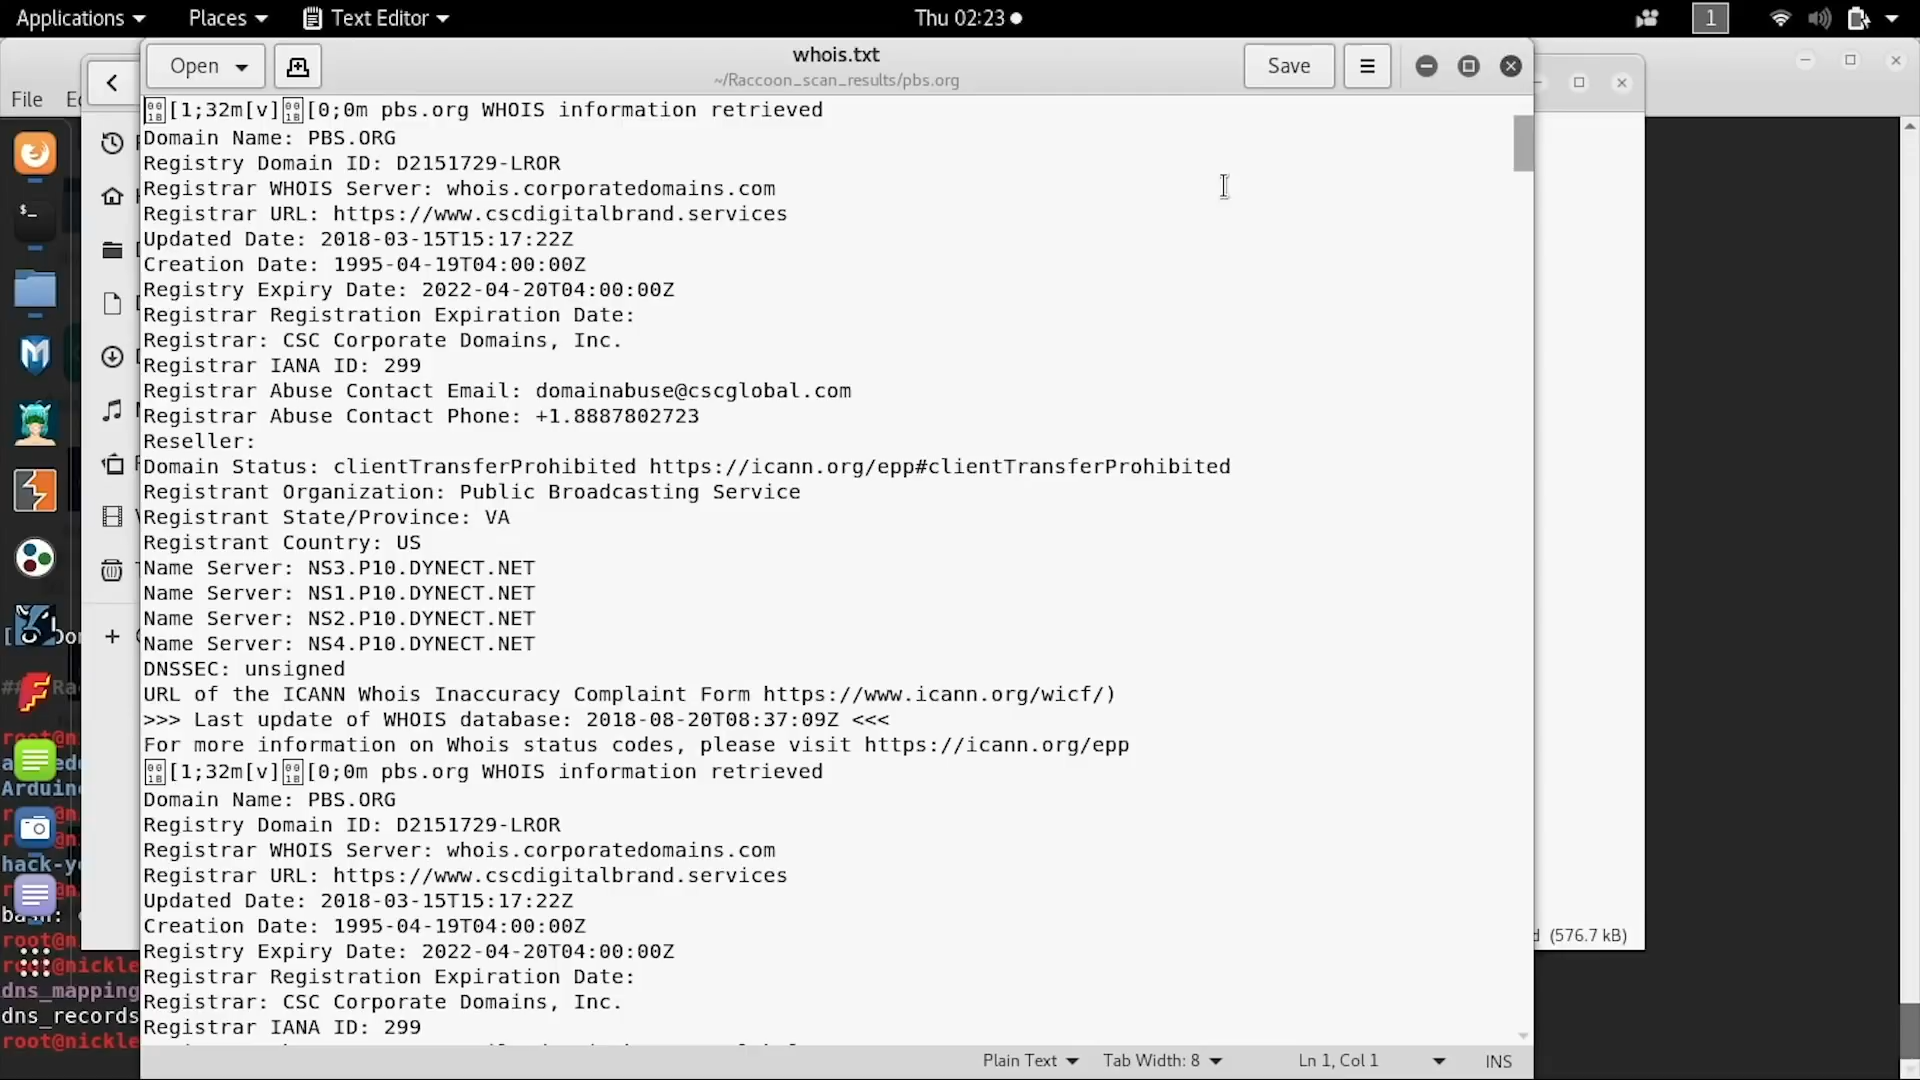 Applications
Places
Text Editor
Thu 02:23
1
File
Open
whois.txt
~/Raccoon_scan_results/pbs.org
Save
[1;32m[v][0;0m pbs.org WHOIS information retrieved
Domain Name: PBS.ORG
Registry Domain ID: D2151729-LROR
Registrar WHOIS Server: whois.corporatedomains.com
Registrar URL: https://www.cscdigitalbrand.services
Updated Date: 2018-03-15T15:17:22Z
Creation Date: 1995-04-19T04:00:00Z
Registry Expiry Date: 2022-04-20T04:00:00Z
Registrar Registration Expiration Date:
Registrar: CSC Corporate Domains, Inc.
Registrar IANA ID: 299
Registrar Abuse Contact Email: domainabuse@cscglobal.com
Registrar Abuse Contact Phone: +1.8887802723
Reseller:
Domain Status: clientTransferProhibited https://icann.org/epp#clientTransferProhibited
Registrant Organization: Public Broadcasting Service
Registrant State/Province: VA
Registrant Country: US
Name Server: NS3.P10.DYNECT.NET
Name Server: NS1.P10.DYNECT.NET
Name Server: NS2.P10.DYNECT.NET
Name Server: NS4.P10.DYNECT.NET
DNSSEC: unsigned
URL of the ICANN Whois Inaccuracy Complaint Form https://www.icann.org/wicf/)
>>> Last update of WHOIS database: 2018-08-20T08:37:09Z <<<
For more information on Whois status codes, please visit https://icann.org/epp
[1;32m[v][0;0m pbs.org WHOIS information retrieved
Domain Name: PBS.ORG
Registry Domain ID: D2151729-LROR
Registrar WHOIS Server: whois.corporatedomains.com
Registrar URL: https://www.cscdigitalbrand.services
Updated Date: 2018-03-15T15:17:22Z
Creation Date: 1995-04-19T04:00:00Z
Registry Expiry Date: 2022-04-20T04:00:00Z
Registrar Registration Expiration Date:
Registrar: CSC Corporate Domains, Inc.
Registrar IANA ID: 299
Plain Text
Tab Width: 8
Ln 1, Col 1
INS
(576.7 kB)
Arduino
root@nickle
dns_mapping
dns_records
root@nickle